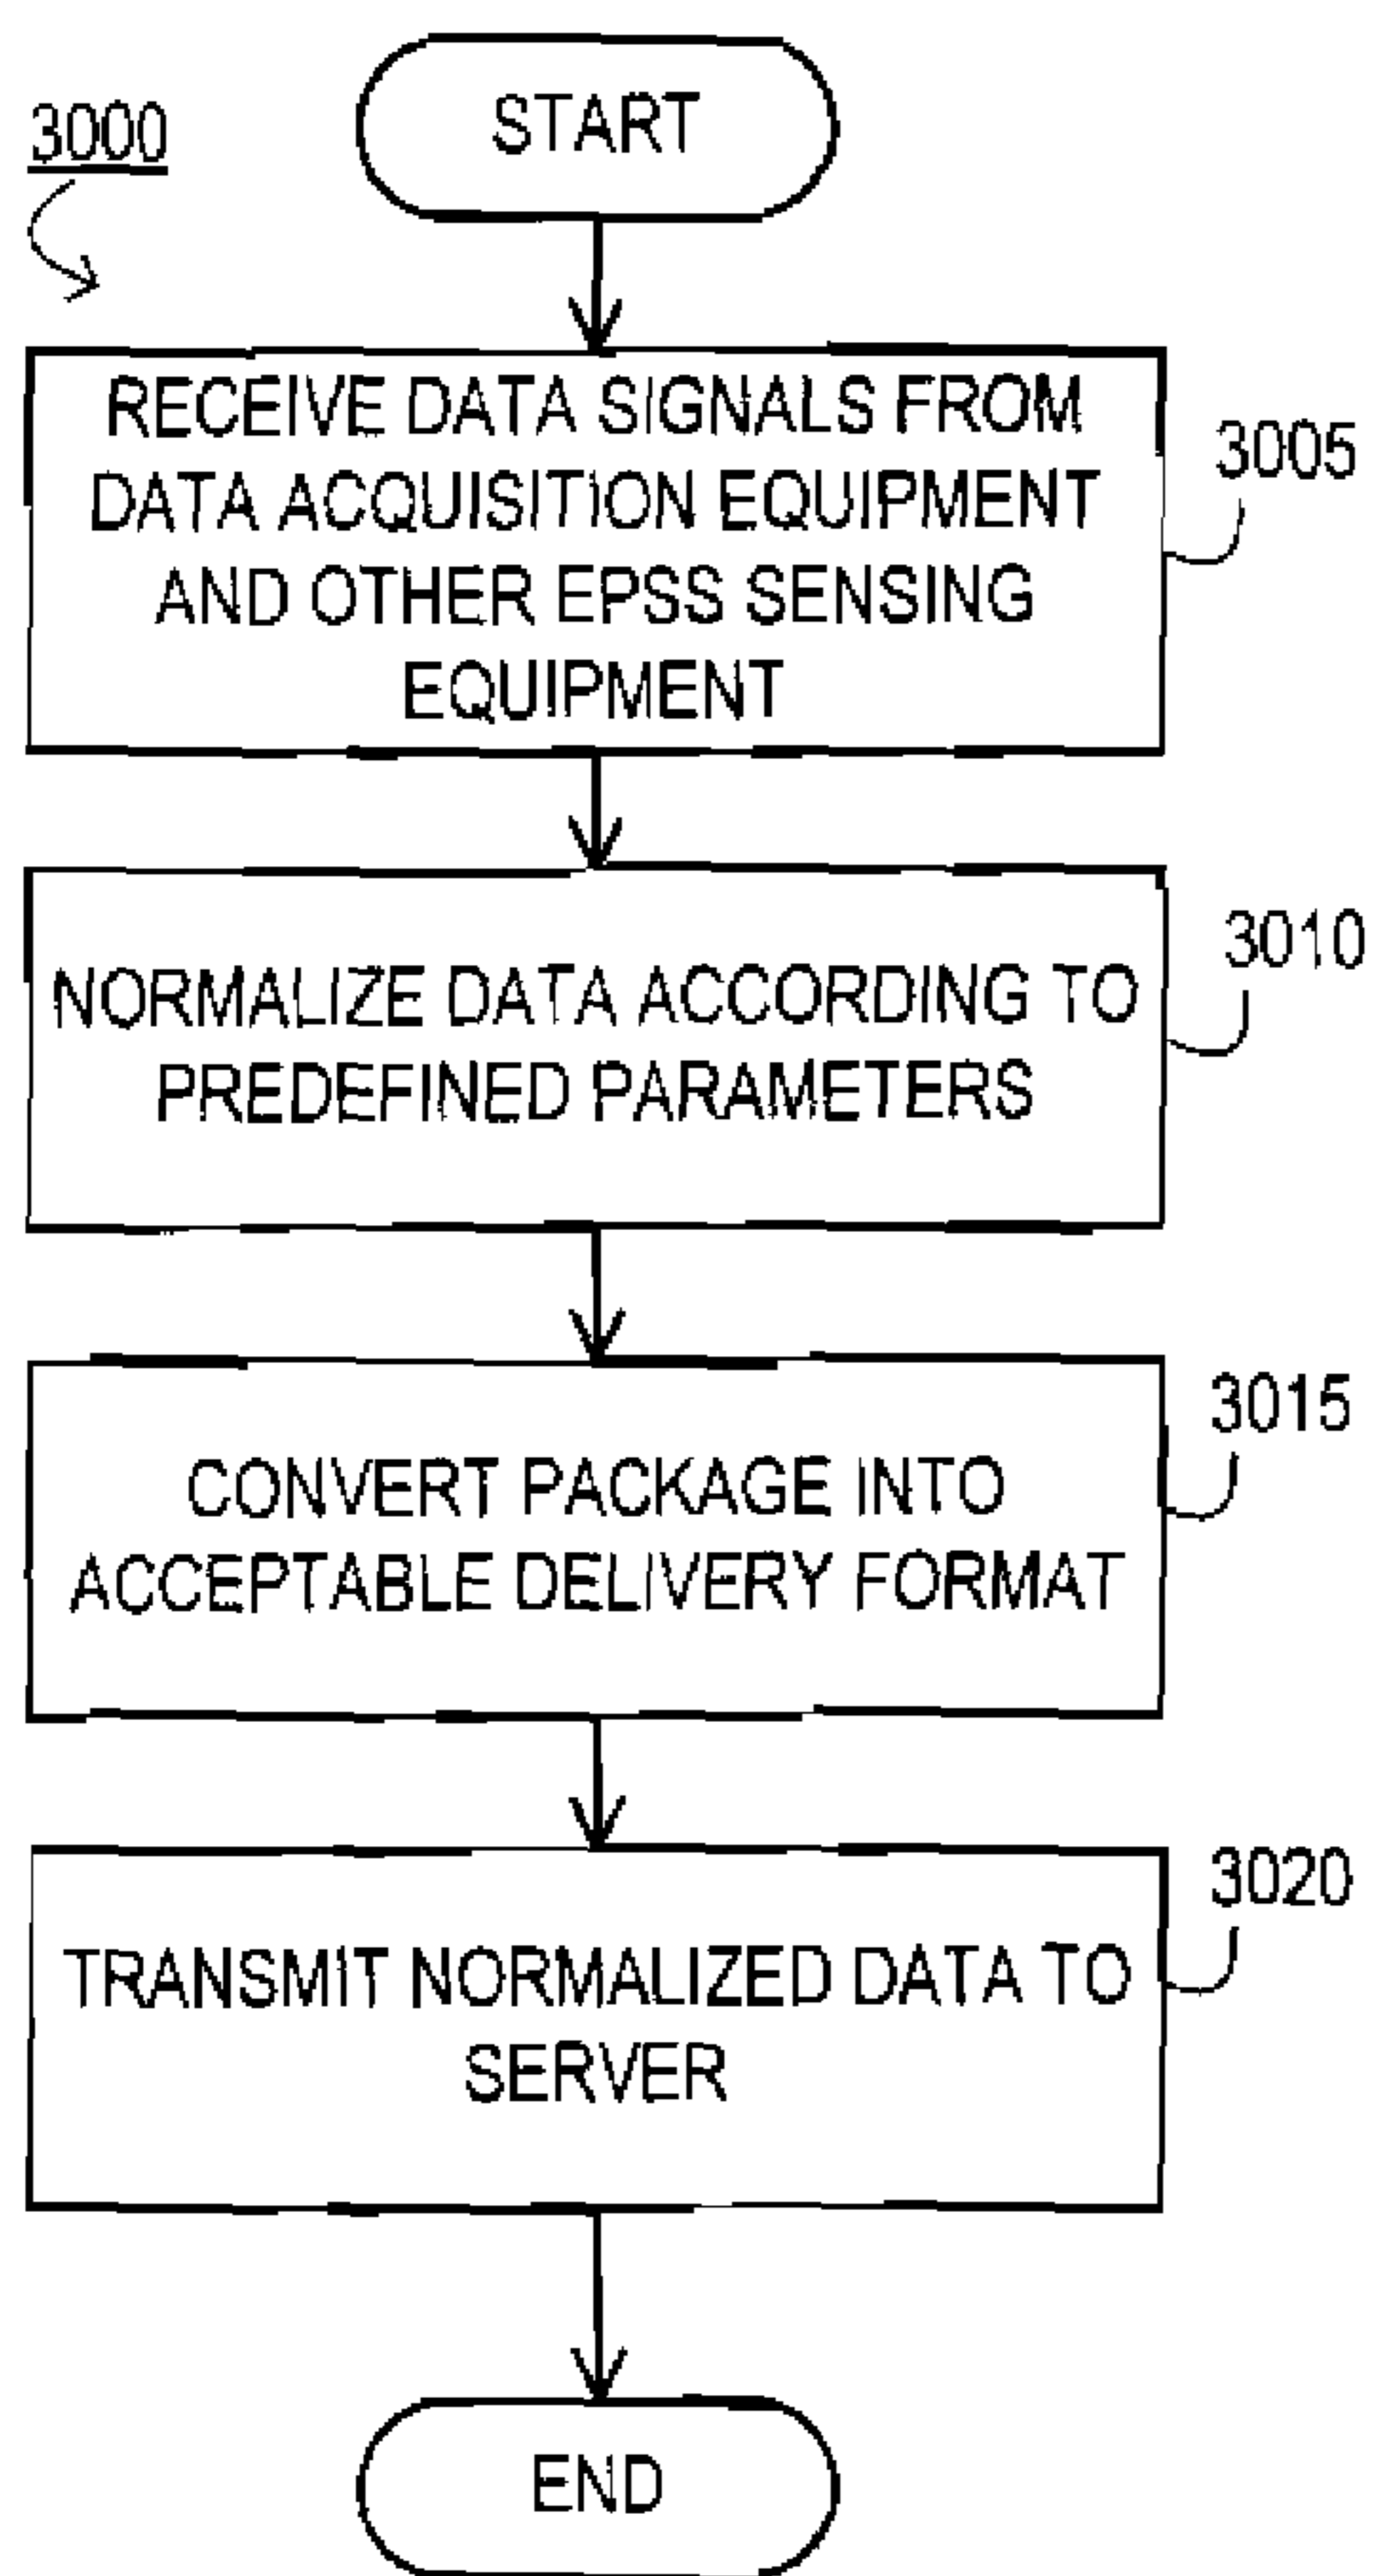 START
3000
RECEIVE DATA SIGNALS FROM
DATA ACQUISITION EQUIPMENT
AND OTHER EPSS SENSING
EQUIPMENT
3005
NORMALIZE DATA ACCORDING TO
PREDEFINED PARAMETERS
3010
CONVERT PACKAGE INTO
ACCEPTABLE DELIVERY FORMAT
3015
TRANSMIT NORMALIZED DATA TO
SERVER
3020
END